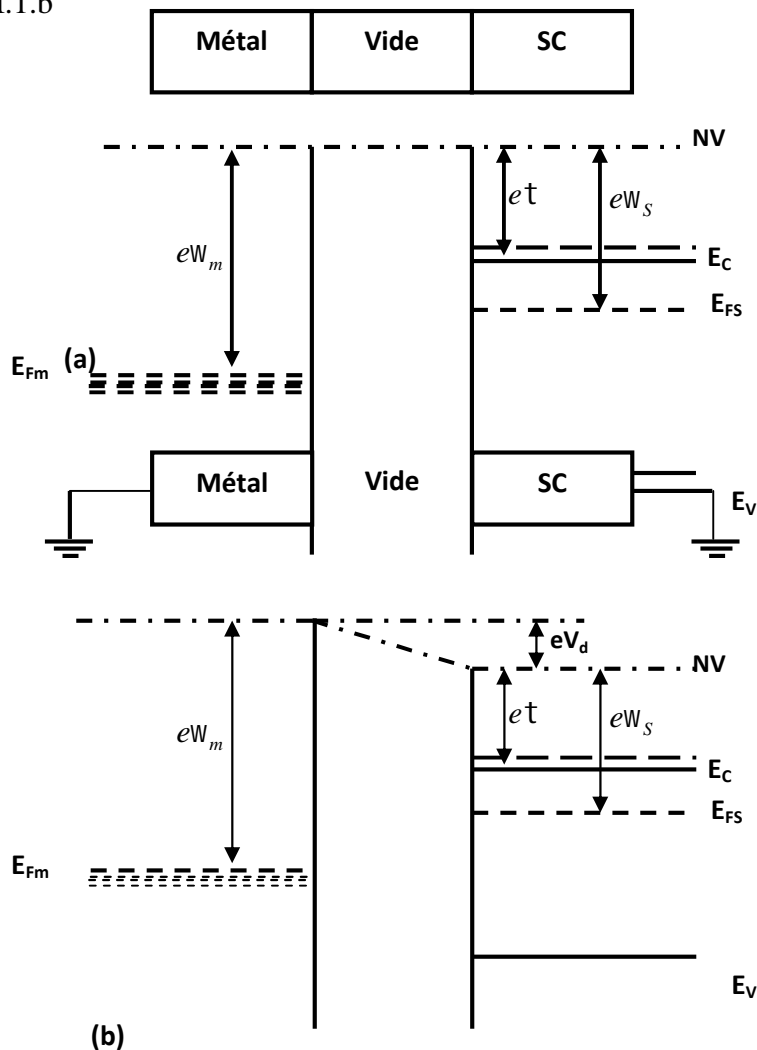 .1.b
Métal Vide SC
NV
et
eW_s
eW_m
E_C
E_FS
E_Fm (a)
Métal Vide SC
E_V
eV_d
NV
et
eW_s
eW_m
E_C
E_FS
E_Fm
E_V
(b)